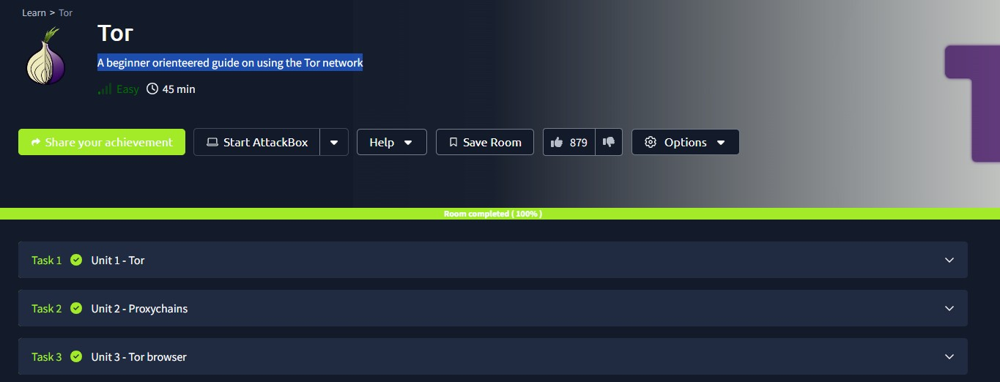 Learn > Tor
Tor
A beginner orienteered guide on using the Tor network
Easy 45 min
Share your achievement Start AttackBox Help Save Room 879 Options
Room completed ( 100% )
Task 1 Unit 1 - Tor
Task 2 Unit 2 - Proxychains
Task 3 Unit 3 - Tor browser